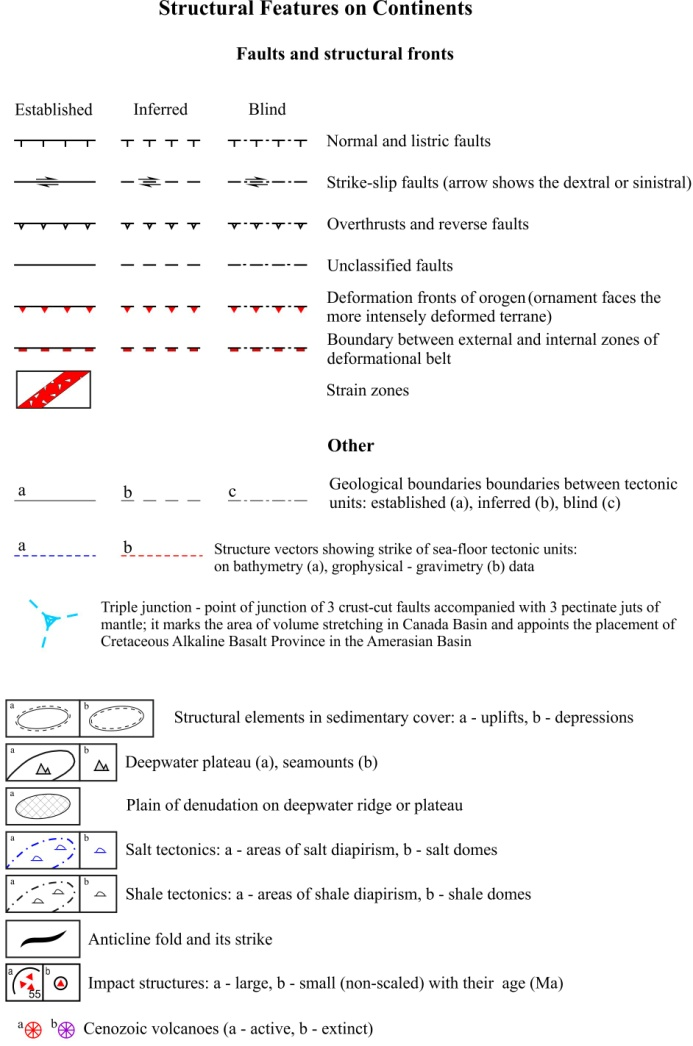 Structural Features on Continents
Faults and structural fronts
Established Inferred Blind
Normal and listric faults
Strike-slip faults (arrow shows the dextral or sinistral)
Overthrusts and reverse faults
Unclassified faults
Deformation fronts of orogen (ornament faces the
more intensely deformed terrane)
Boundary between external and internal zones of
deformational belt
Strain zones
Other
a b c Geological boundaries boundaries between tectonic
units: established (a), inferred (b), blind (c)
a b Structure vectors showing strike of sea-floor tectonic units:
on bathymetry (a), grophysical - gravimetry (b) data
Triple junction - point of junction of 3 crust-cut faults accompanied with 3 pectinate juts of
mantle; it marks the area of volume stretching in Canada Basin and appoints the placement of
Cretaceous Alkaline Basalt Province in the Amerasian Basin
a b Structural elements in sedimentary cover: a - uplifts, b - depressions
a b Deepwater plateau (a), seamounts (b)
a Plain of denudation on deepwater ridge or plateau
a b Salt tectonics: a - areas of salt diapirism, b - salt domes
a b Shale tectonics: a - areas of shale diapirism, b - shale domes
Anticline fold and its strike
a 55 b Impact structures: a - large, b - small (non-scaled) with their age (Ma)
a b Cenozoic volcanoes (a - active, b - extinct)